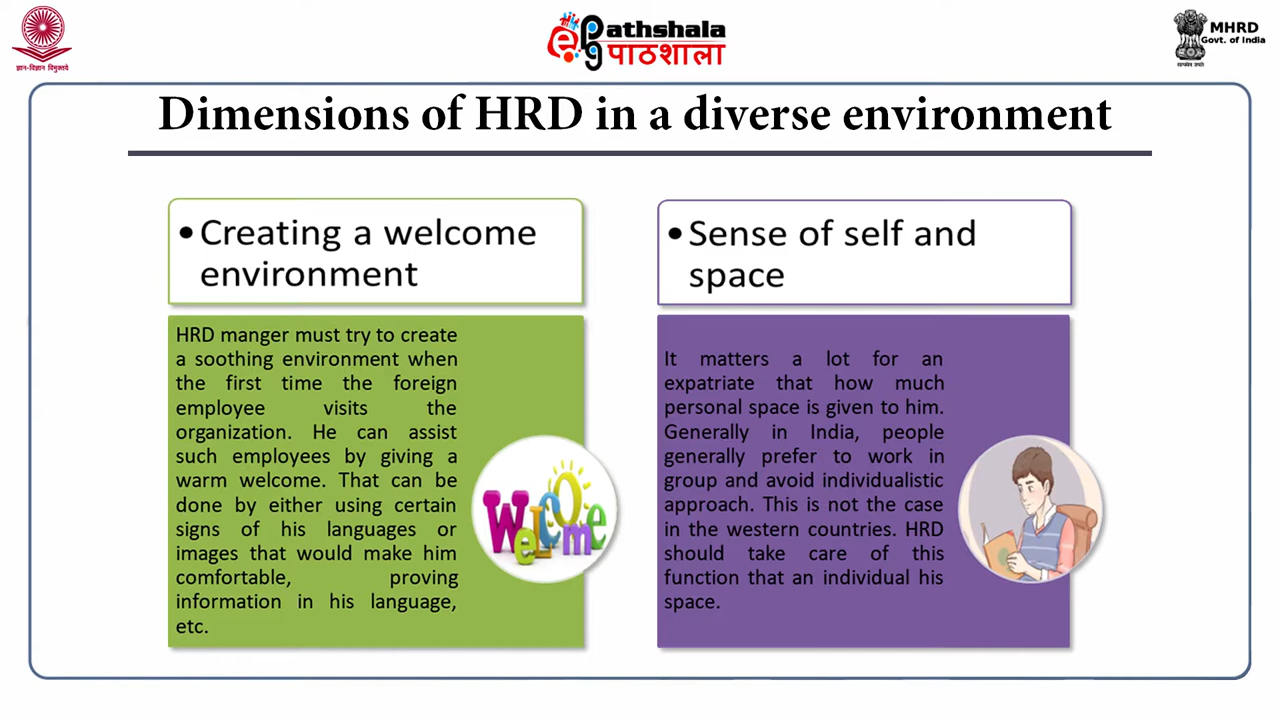 ज्ञान-विज्ञान विमुक्तये
epg
athshala
पाठशाला
MHRD
Govt. of India
सत्यमेव जयते
Dimensions of HRD in a diverse environment
•Creating a welcome
environment
HRD manger must try to create
a soothing environment when
the first time the foreign
employee visits the
organization. He can assist
such employees by giving a
warm welcome. That can be
done by either using certain
signs of his languages or
images that would make him
comfortable, proving
information in his language,
etc.
Welcome
•Sense of self and
space
It matters a lot for an
expatriate that how much
personal space is given to him.
Generally in India, people
generally prefer to work in
group and avoid individualistic
approach. This is not the case
in the western countries. HRD
should take care of this
function that an individual his
space.